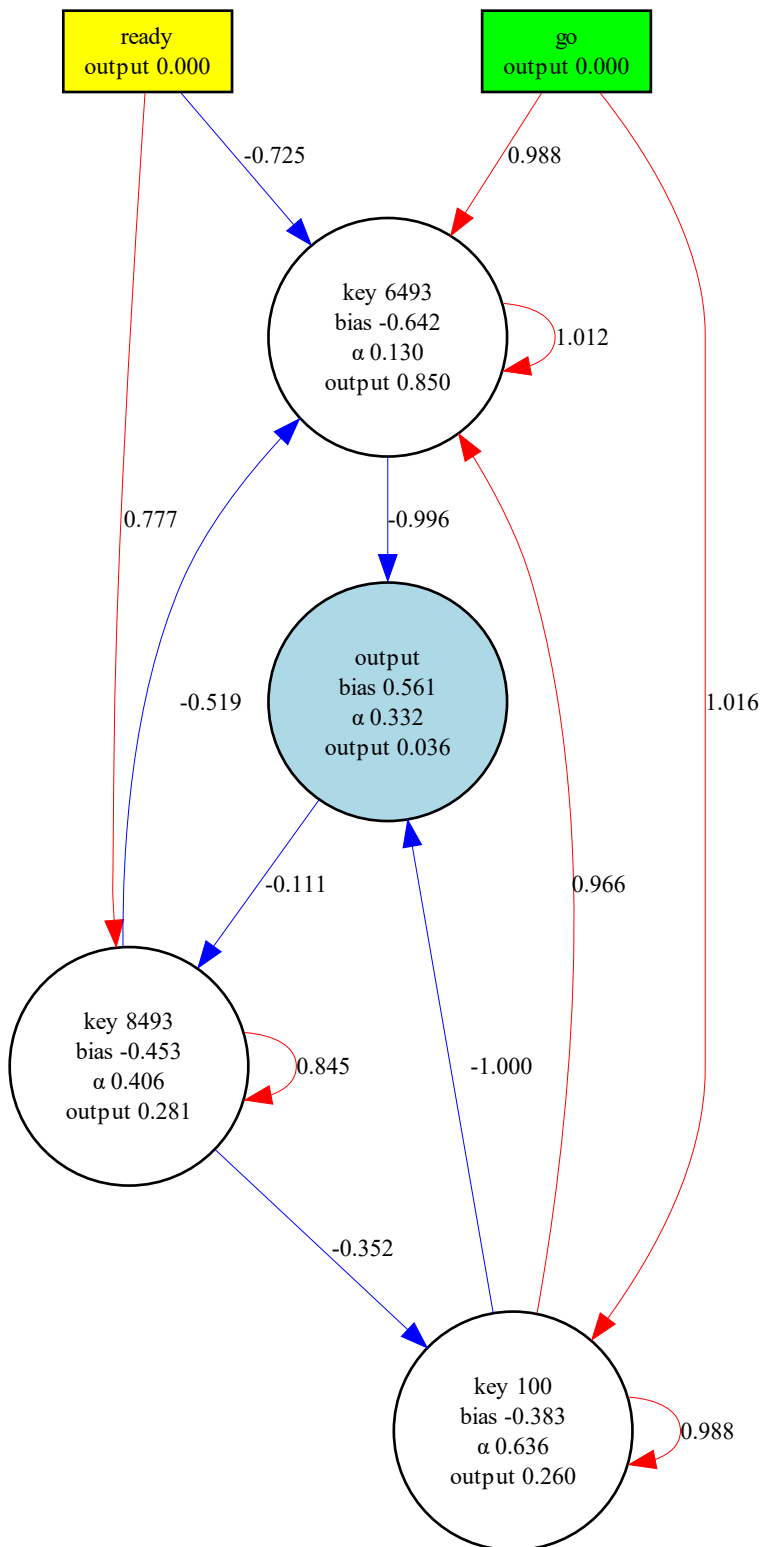 ready
output 0.000
go
output 0.000
-0.725
0.988
key 6493
bias -0.642
α 0.130
output 0.850
1.012
0.777
-0.996
output
bias 0.561
α 0.332
output 0.036
-0.519
1.016
-0.111
0.966
key 8493
bias -0.453
α 0.406
output 0.281
0.845
-1.000
-0.352
key 100
bias -0.383
α 0.636
output 0.260
0.988